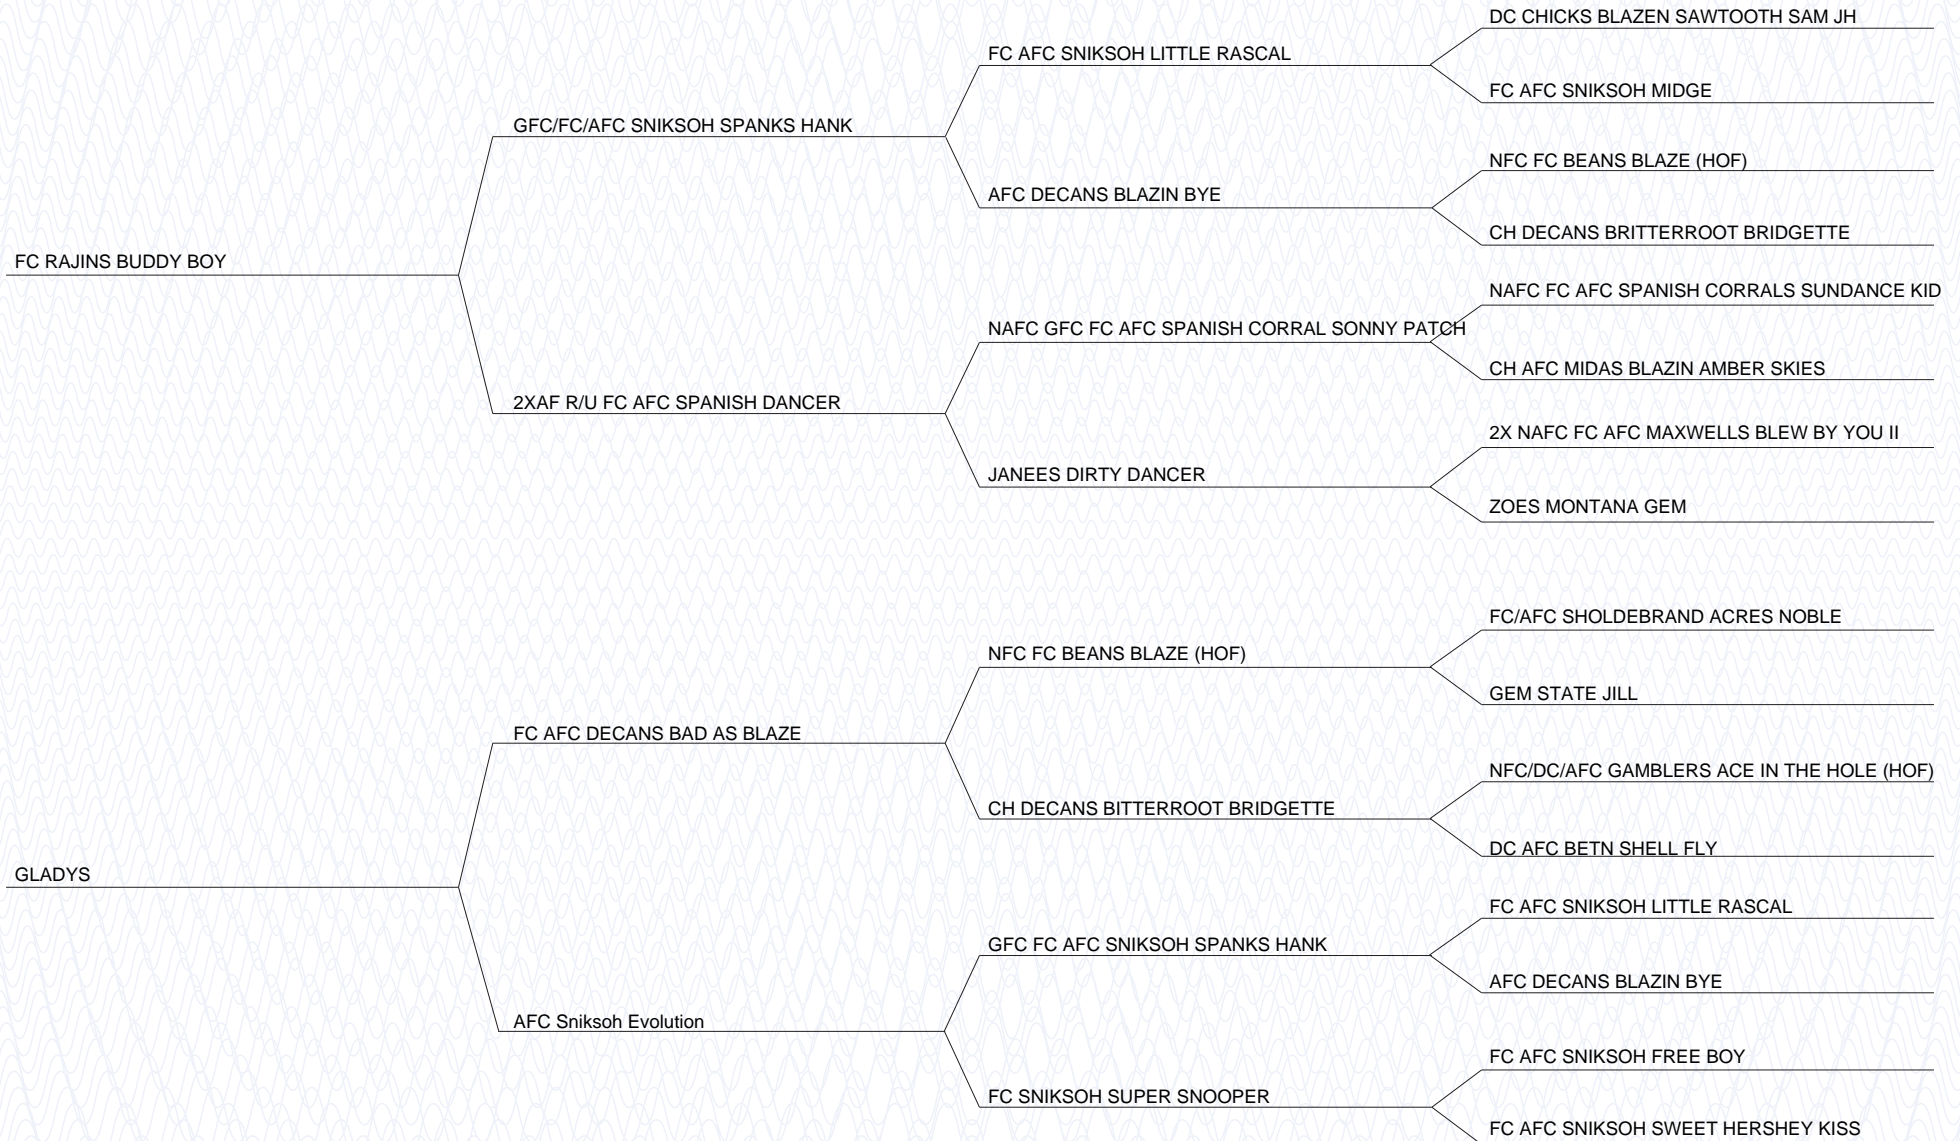 DC CHICKS BLAZEN SAWTOOTH SAM JH
FC AFC SNIKSOH LITTLE RASCAL
FC AFC SNIKSOH MIDGE
GFC/FC/AFC SNIKSOH SPANKS HANK
NFC FC BEANS BLAZE (HOF)
AFC DECANS BLAZIN BYE
CH DECANS BRITTERROOT BRIDGETTE
FC RAJINS BUDDY BOY
NAFC FC AFC SPANISH CORRALS SUNDANCE KID
NAFC GFC FC AFC SPANISH CORRAL SONNY PATCH
CH AFC MIDAS BLAZIN AMBER SKIES
2XAF R/U FC AFC SPANISH DANCER
2X NAFC FC AFC MAXWELLS BLEW BY YOU II
JANEES DIRTY DANCER
ZOES MONTANA GEM
FC/AFC SHOLDEBRAND ACRES NOBLE
NFC FC BEANS BLAZE (HOF)
GEM STATE JILL
FC AFC DECANS BAD AS BLAZE
NFC/DC/AFC GAMBLERS ACE IN THE HOLE (HOF)
CH DECANS BITTERROOT BRIDGETTE
DC AFC BETN SHELL FLY
GLADYS
FC AFC SNIKSOH LITTLE RASCAL
GFC FC AFC SNIKSOH SPANKS HANK
AFC DECANS BLAZIN BYE
AFC Sniksoh Evolution
FC AFC SNIKSOH FREE BOY
FC SNIKSOH SUPER SNOOPER
FC AFC SNIKSOH SWEET HERSHEY KISS